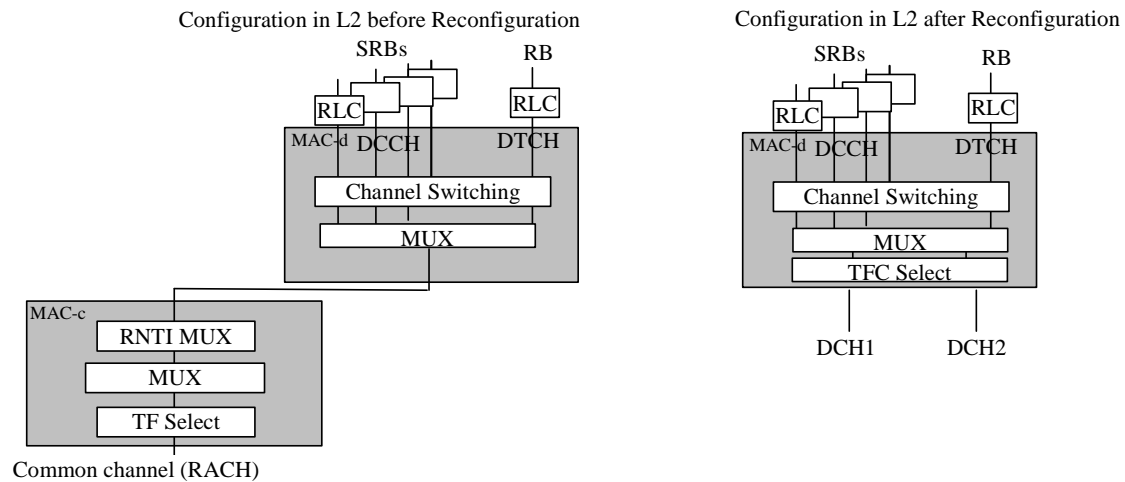 Configuration in L2 before Reconfiguration
SRBs
RB
RLC
RLC
MAC-d
DCCH
DTCH
Channel Switching
MUX
MAC-c
RNTI MUX
MUX
TF Select
Common channel (RACH)
Configuration in L2 after Reconfiguration
SRBs
RB
RLC
RLC
MAC-d
DCCH
DTCH
Channel Switching
MUX
TFC Select
DCH1
DCH2